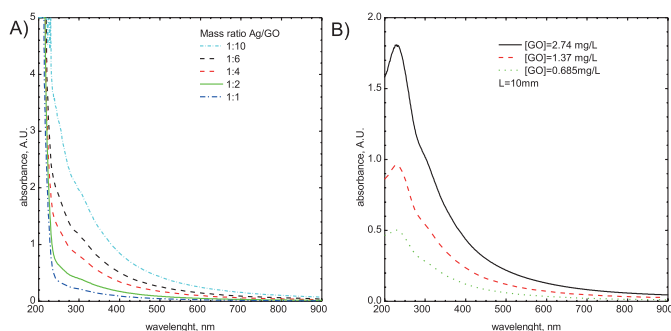 A)
Mass ratio Ag/GO
1:10
1:6
1:4
1:2
1:1
absorbance, A.U.
5
4
3
2
1
0
200 300 400 500 600 700 800 900
wavelenght, nm
B)
[GO]=2.74 mg/L
[GO]=1.37 mg/L
[GO]=0.685mg/L
L=10mm
absorbance, A.U.
2.0
1.5
1.0
0.5
0.0
200 300 400 500 600 700 800 900
wavelenght, nm